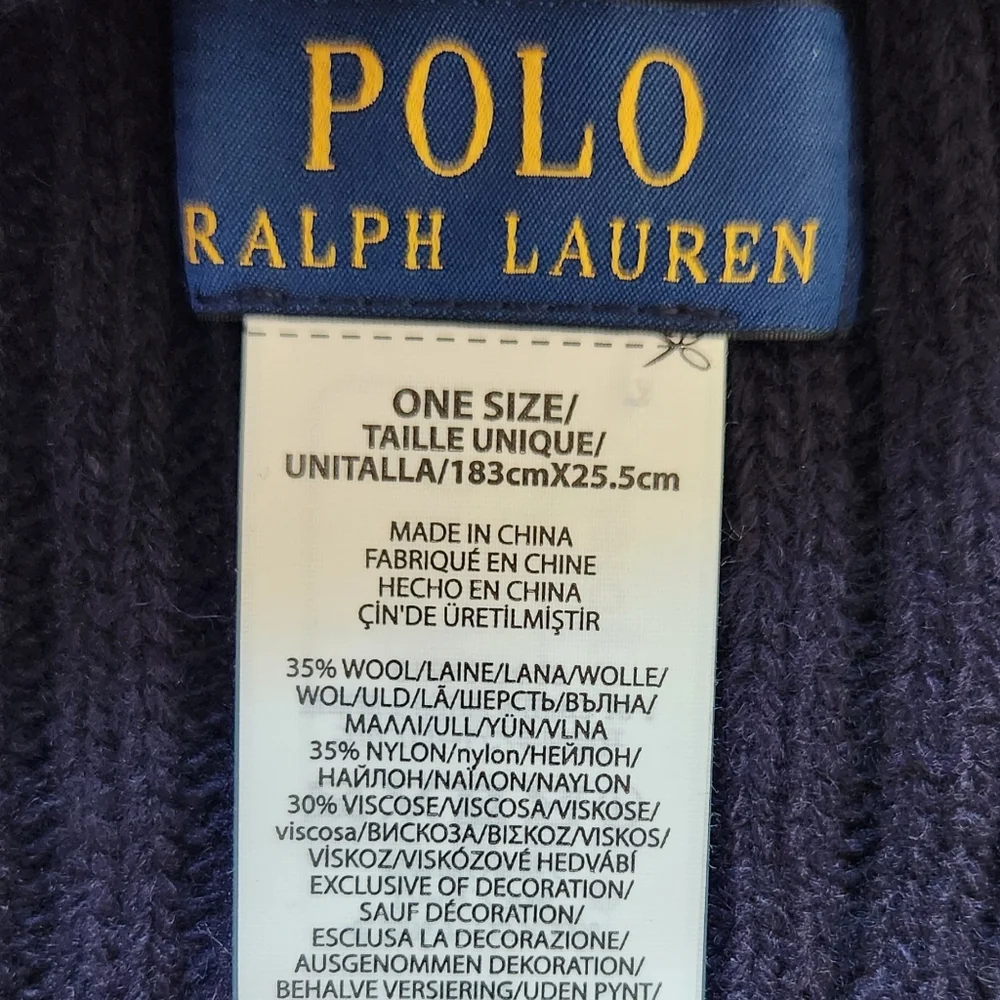 POLO
RALPH LAUREN
ONE SIZE/
TAILLE UNIQUE/
UNITALLA/183cmX25.5cm
MADE IN CHINA
FABRIQUÉ EN CHINE
HECHO EN CHINA
ÇİN'DE ÜRETİLMİŞTİR
35% WOOL/LAINE/LANA/WOLLE/
WOL/ULD/LÃ/ШЕРСТЬ/ВЪЛНА/
ΜΑΛΛΙ/ULL/YÜN/VLNA
35% NYLON/nylon/НЕЙЛОН/
НАЙЛОН/ΝΑΪΛΟΝ/NAYLON
30% VISCOSE/VISCOSA/VISKOSE/
viscosa/ВИСКОЗА/ΒΙΣΚΟΖ/VISKOS/
VİSKOZ/VISKÓZOVÉ HEDVÁBÍ
EXCLUSIVE OF DECORATION/
SAUF DÉCORATION/
ESCLUSA LA DECORAZIONE/
AUSGENOMMEN DEKORATION/
BEHALVE VERSIERING/UDEN PYNT/